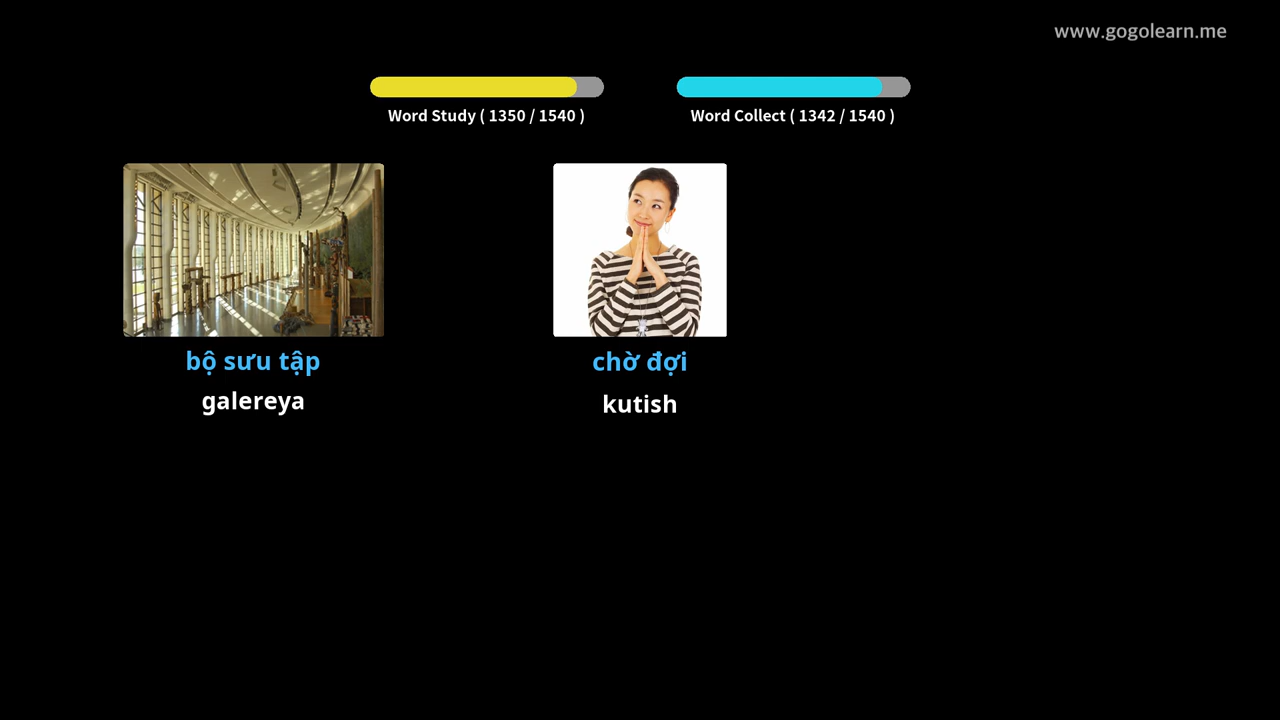 www.gogolearn.me
Word Study ( 1350 / 1540 )
Word Collect ( 1342 / 1540 )
bộ sưu tập
chờ đợi
galereya
kutish